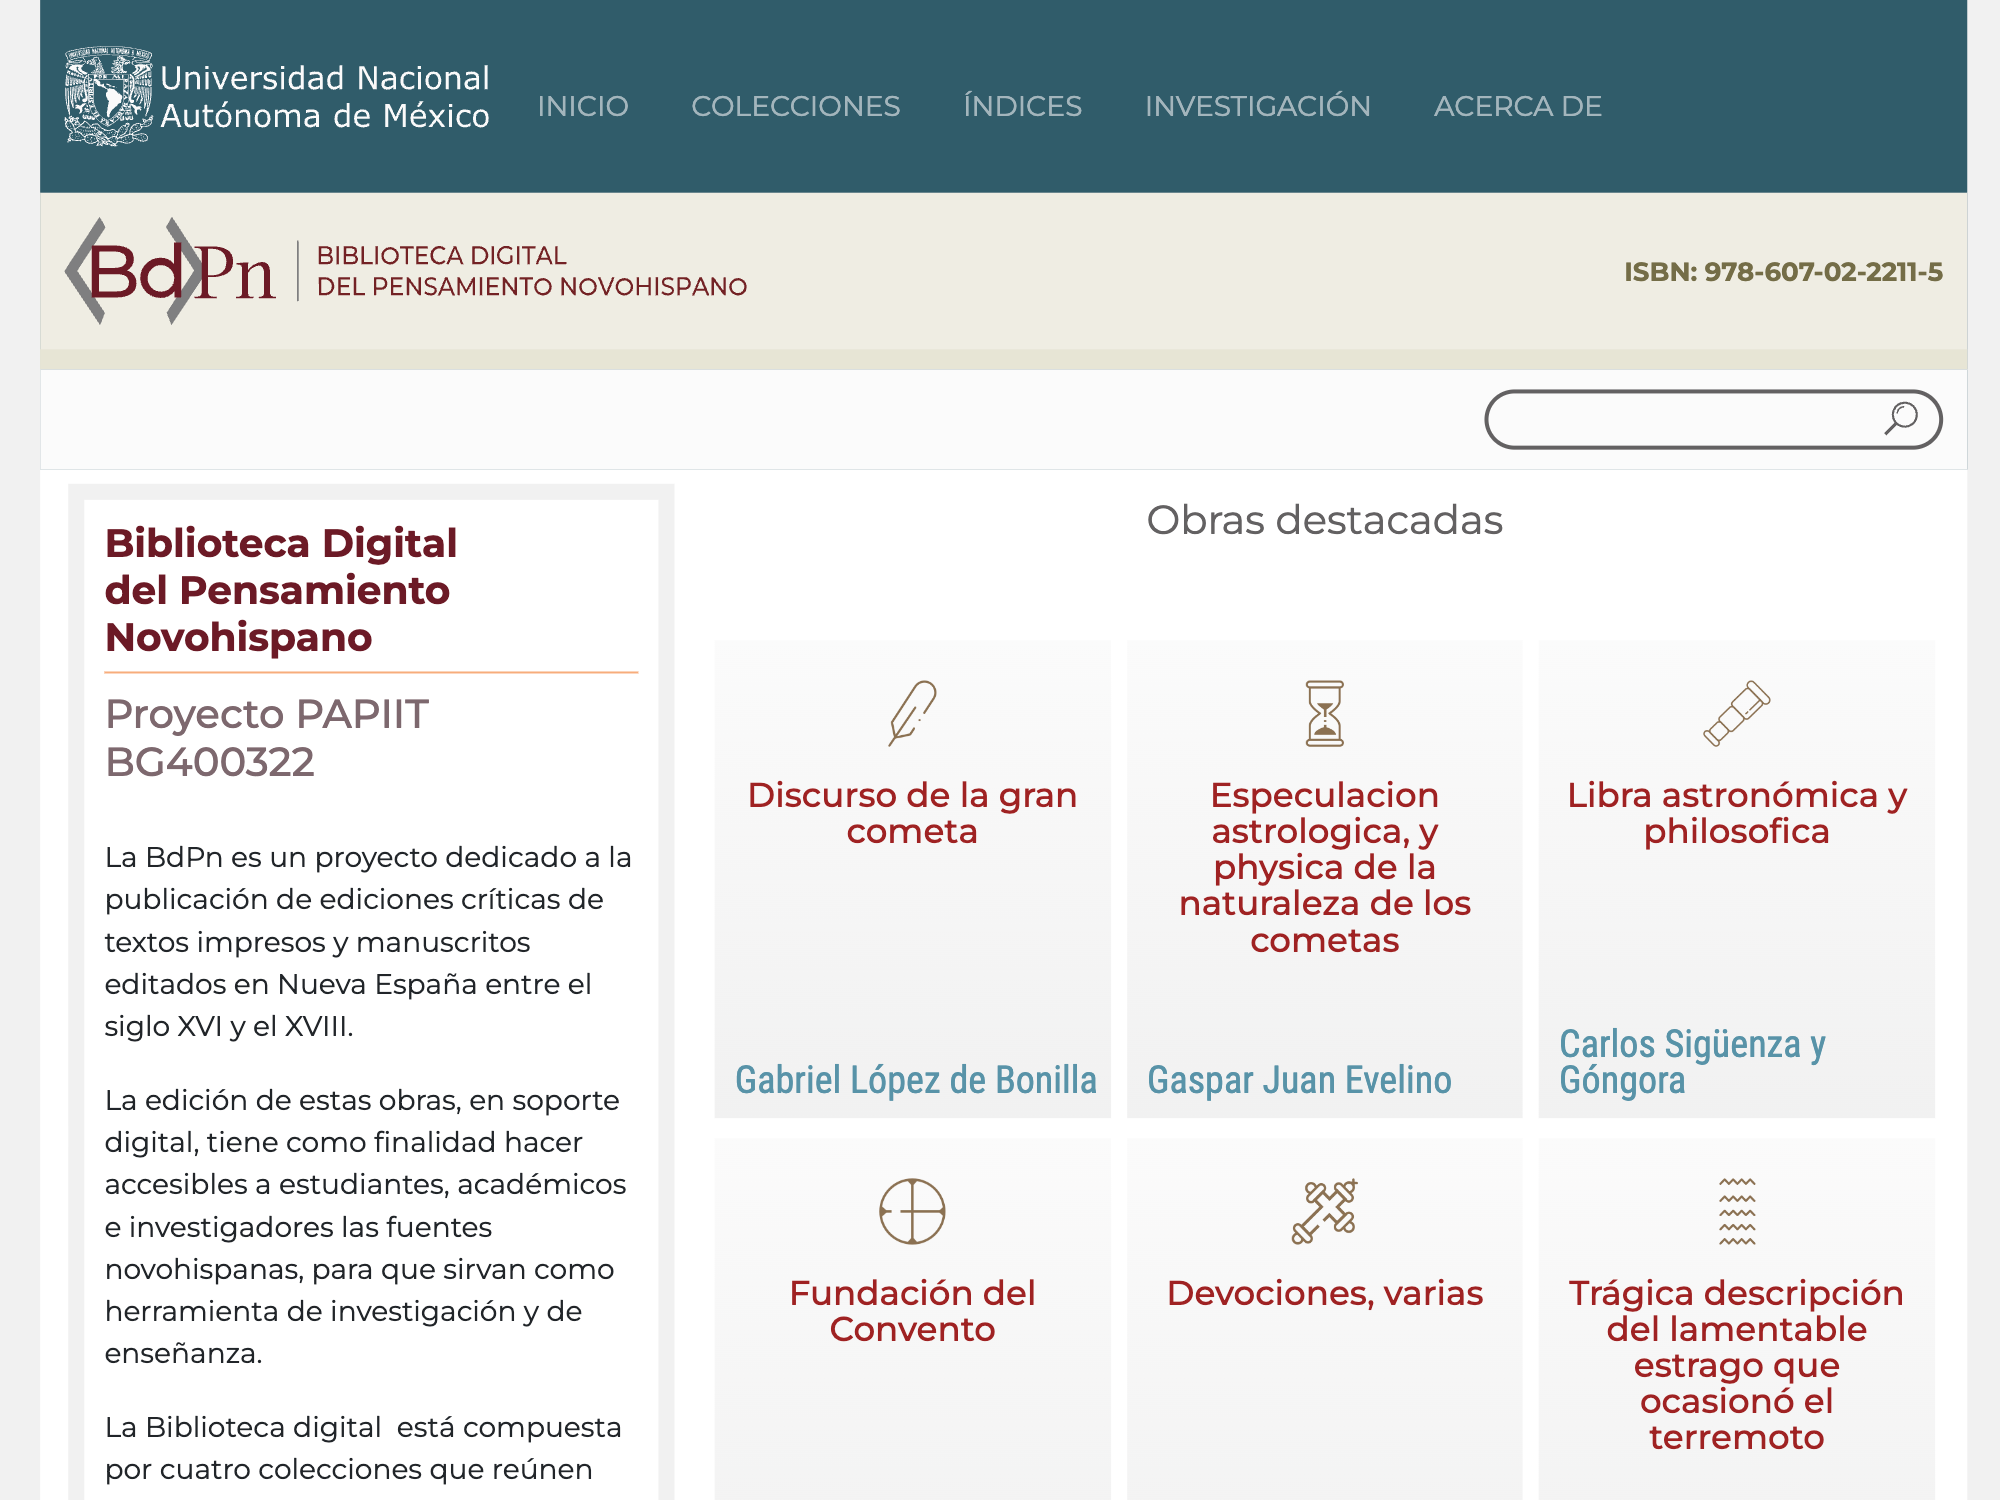 Universidad Nacional
Autónoma de México
INICIO
COLECCIONES
ÍNDICES
INVESTIGACIÓN
ACERCA DE
BdPn
BIBLIOTECA DIGITAL
DEL PENSAMIENTO NOVOHISPANO
ISBN: 978-607-02-2211-5
Biblioteca Digital
del Pensamiento
Novohispano
Proyecto PAPIIT
BG400322
La BdPn es un proyecto dedicado a la
publicación de ediciones críticas de
textos impresos y manuscritos
editados en Nueva España entre el
siglo XVI y el XVIII.
La edición de estas obras, en soporte
digital, tiene como finalidad hacer
accesibles a estudiantes, académicos
e investigadores las fuentes
novohispanas, para que sirvan como
herramienta de investigación y de
enseñanza.
La Biblioteca digital está compuesta
por cuatro colecciones que reúnen
Obras destacadas
Discurso de la gran
cometa
Gabriel López de Bonilla
Especulacion
astrologica, y
physica de la
naturaleza de los
cometas
Gaspar Juan Evelino
Libra astronómica y
philosofica
Carlos Sigüenza y
Góngora
Fundación del
Convento
Devociones, varias
Trágica descripción
del lamentable
estrago que
ocasionó el
terremoto